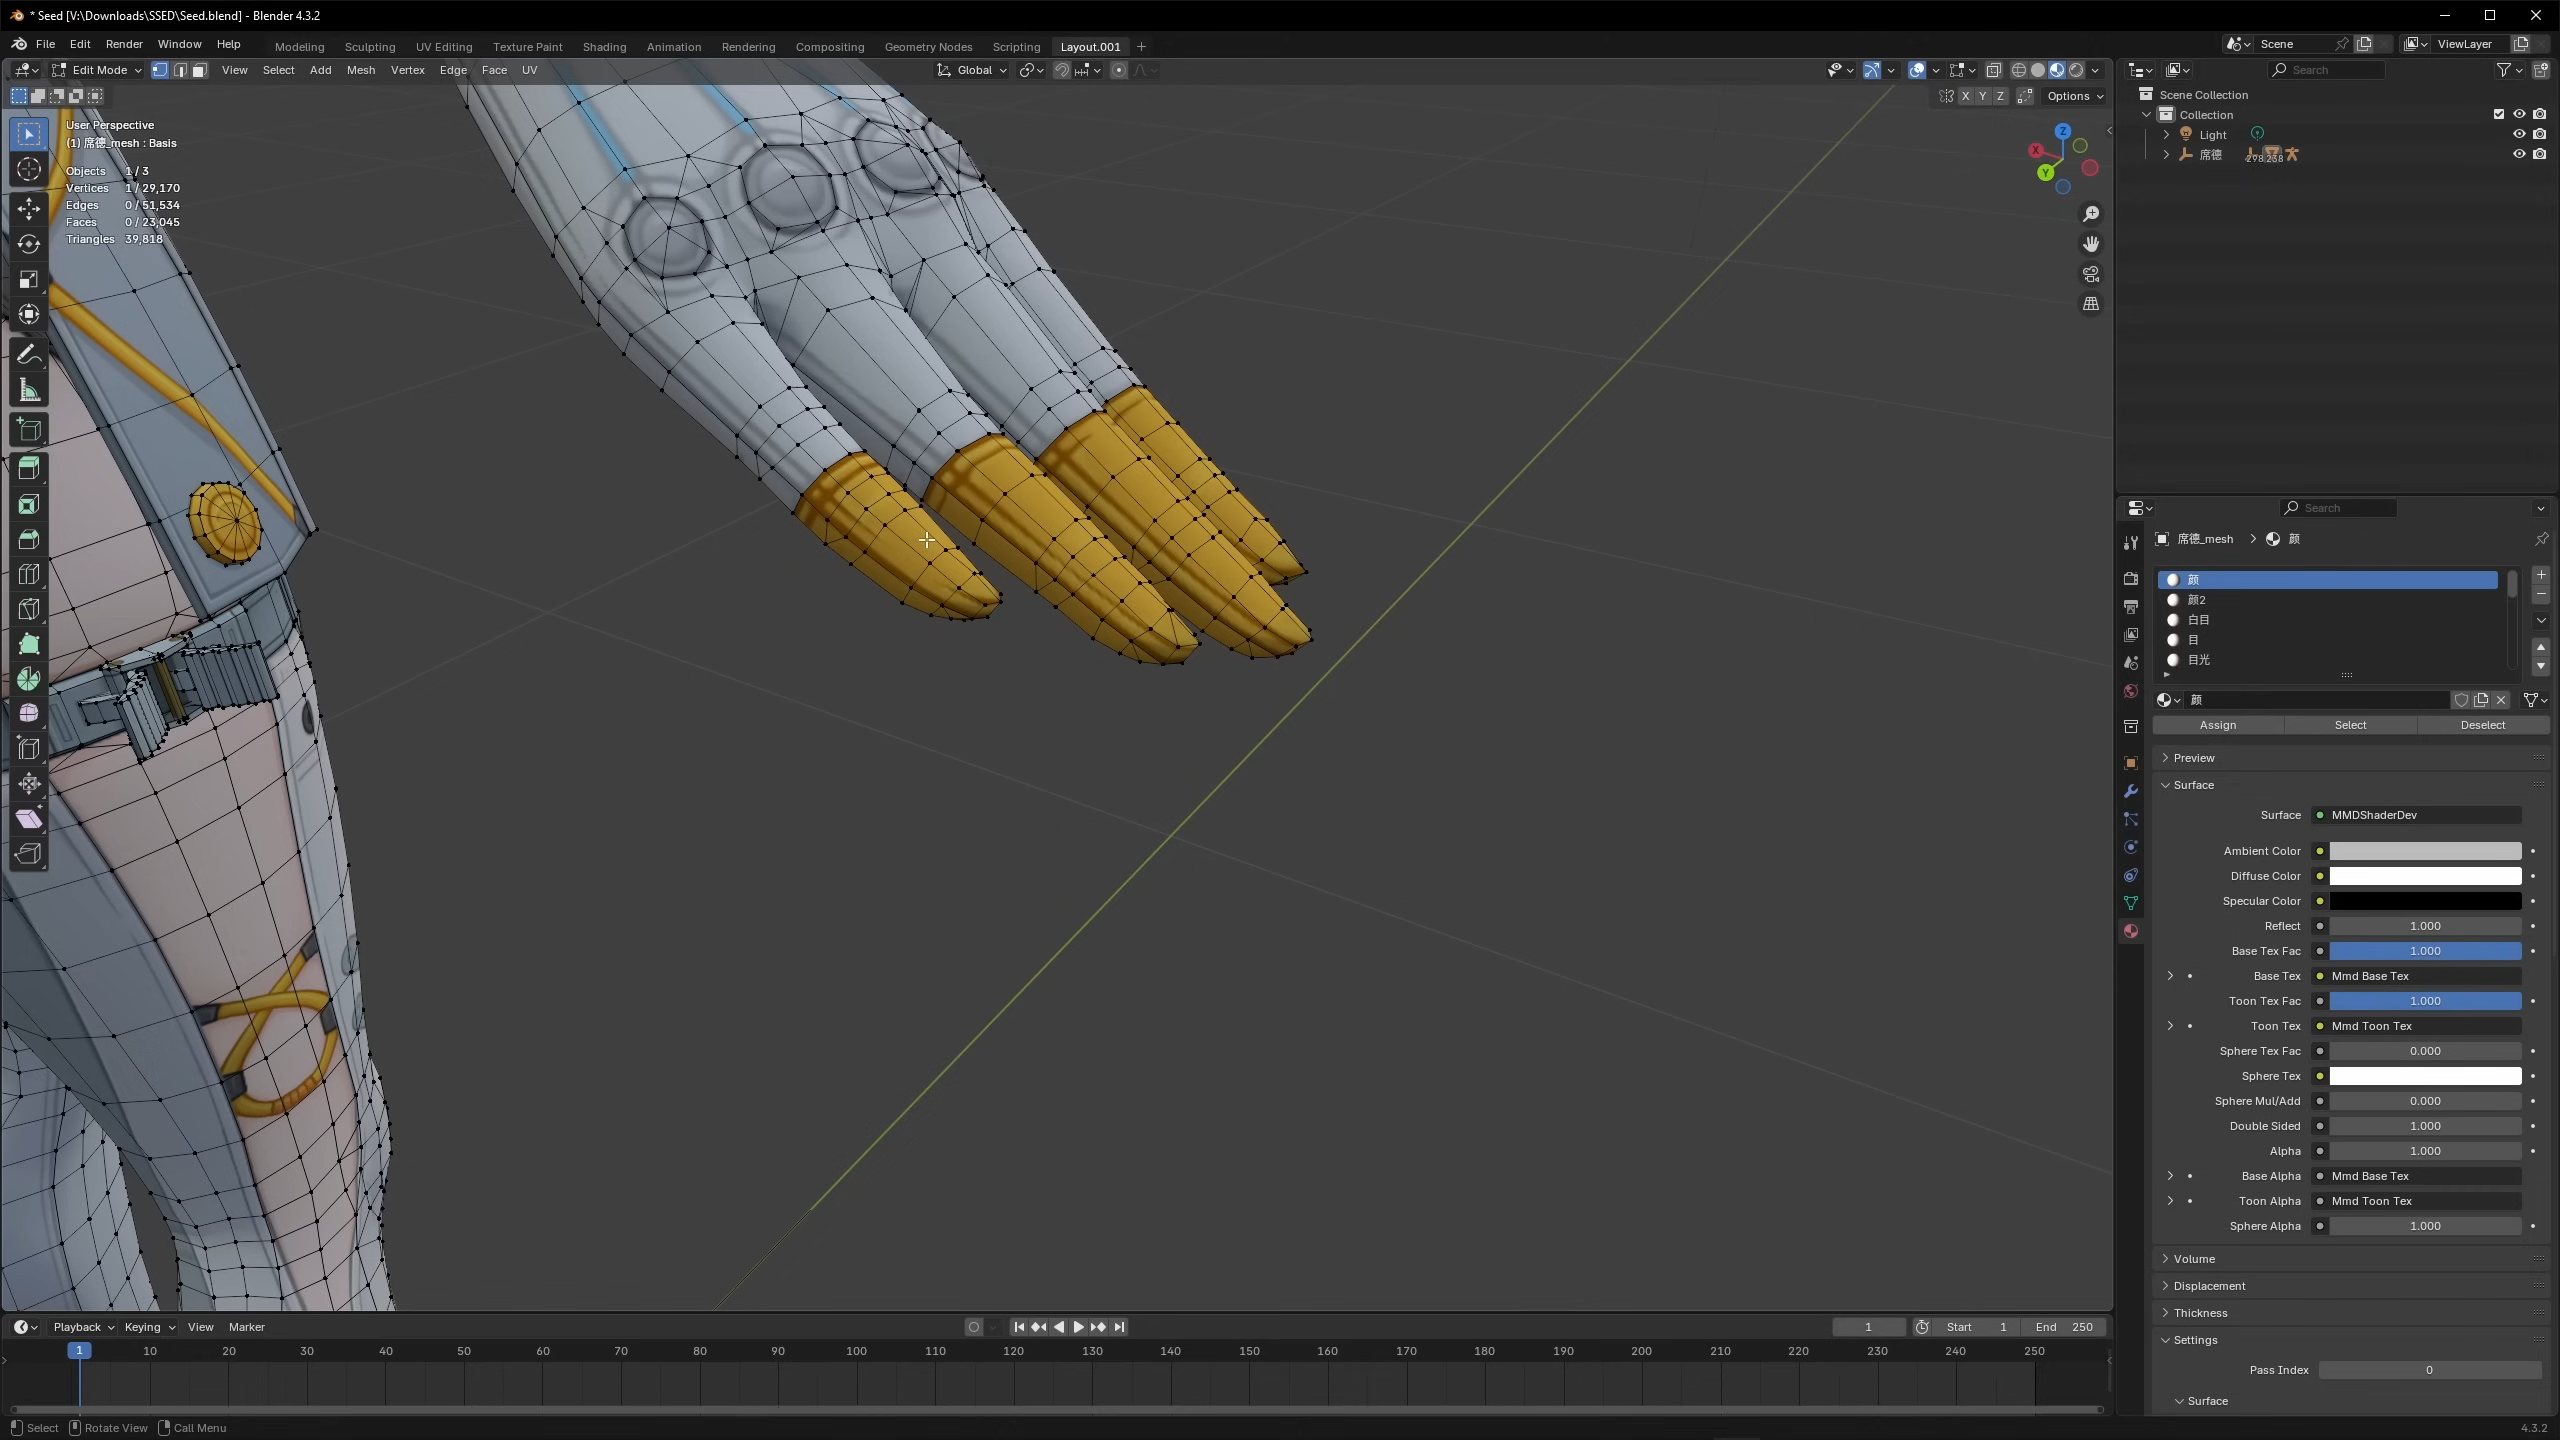 * Seed [V:\Downloads\SSED\Seed.blend] - Blender 4.3.2
File Edit Render Window Help
Modeling Sculpting UV Editing Texture Paint Shading Animation Rendering Compositing Geometry Nodes Scripting Layout.001 +
Scene
ViewLayer
Edit Mode View Select Add Mesh Vertex Edge Face UV
Global
Search
X Y Z Options
User Perspective
(1) 席德_mesh : Basis
Objects 1 / 3
Vertices 1 / 29,170
Edges 0 / 51,534
Faces 0 / 23,045
Triangles 39,818
Z
X
Y
Scene Collection
Collection
Light
席德 298 238
Search
席德_mesh > 颜
颜
颜2
白目
目
目光
颜
Assign Select Deselect
Preview
Surface
Surface MMDShaderDev
Ambient Color
Diffuse Color
Specular Color
Reflect 1.000
Base Tex Fac 1.000
Base Tex Mmd Base Tex
Toon Tex Fac 1.000
Toon Tex Mmd Toon Tex
Sphere Tex Fac 0.000
Sphere Tex
Sphere Mul/Add 0.000
Double Sided 1.000
Alpha 1.000
Base Alpha Mmd Base Tex
Toon Alpha Mmd Toon Tex
Sphere Alpha 1.000
Volume
Displacement
Thickness
Settings
Pass Index 0
Surface
Playback Keying View Marker
1 Start 1 End 250
1 10 20 30 40 50 60 70 80 90 100 110 120 130 140 150 160 170 180 190 200 210 220 230 240 250
Select Rotate View Call Menu
4.3.2